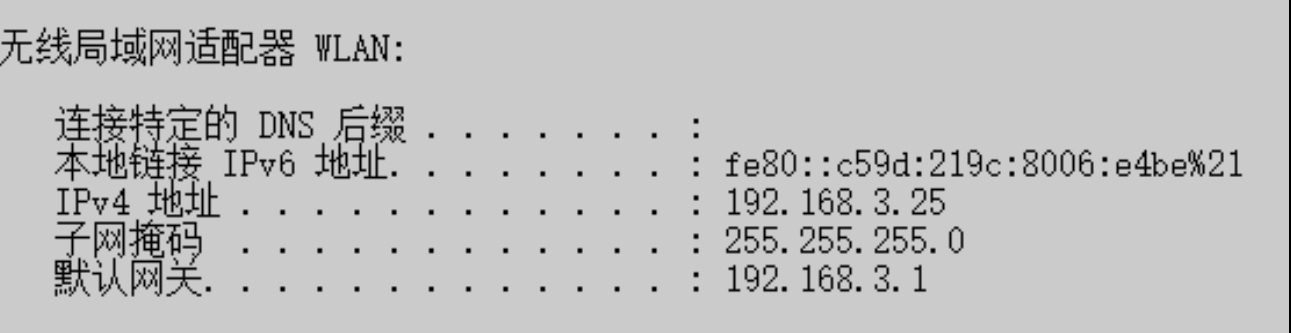 无线局域网适配器 WLAN:
连接特定的 DNS 后缀 . . . . . . . :
本地链接 IPv6 地址. . . . . . . . : fe80::c59d:219c:8006:e4be%21
IPv4 地址 . . . . . . . . . . . . : 192.168.3.25
子网掩码  . . . . . . . . . . . . : 255.255.255.0
默认网关. . . . . . . . . . . . . : 192.168.3.1